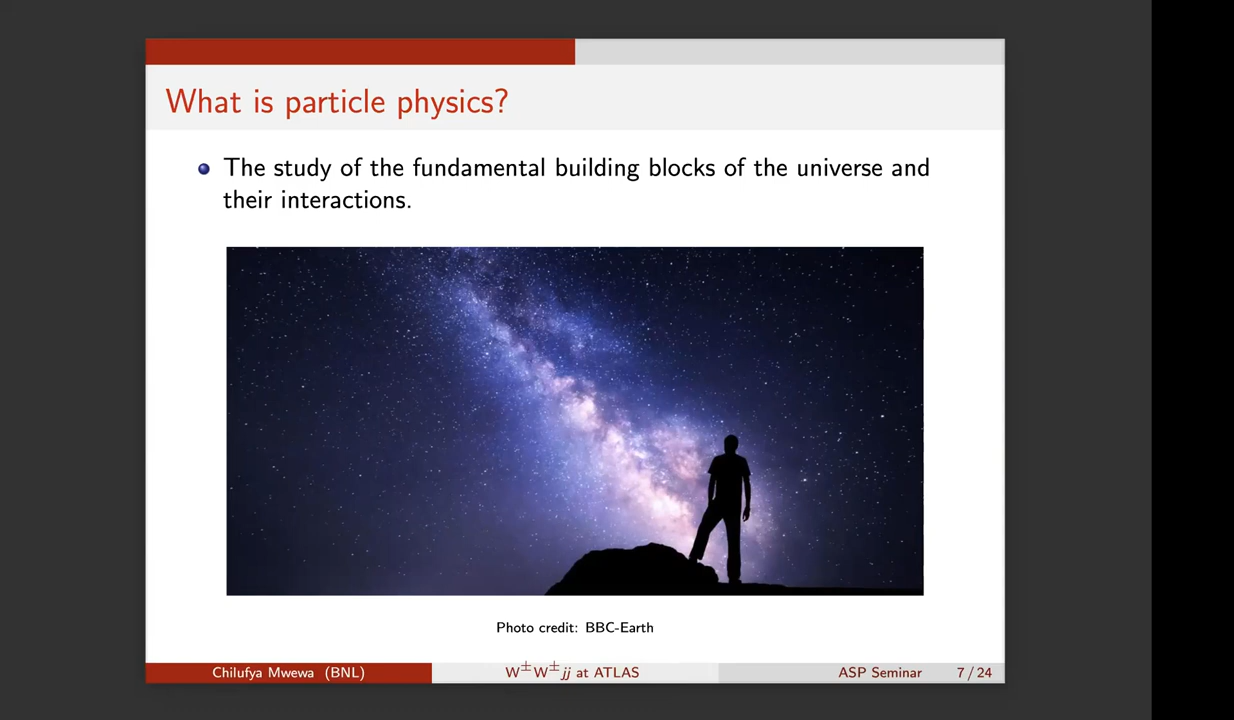 What is particle physics?
The study of the fundamental building blocks of the universe and
their interactions.
Photo credit: BBC-Earth
Chilufya Mwewa (BNL) W±W±jj at ATLAS ASP Seminar 7 / 24